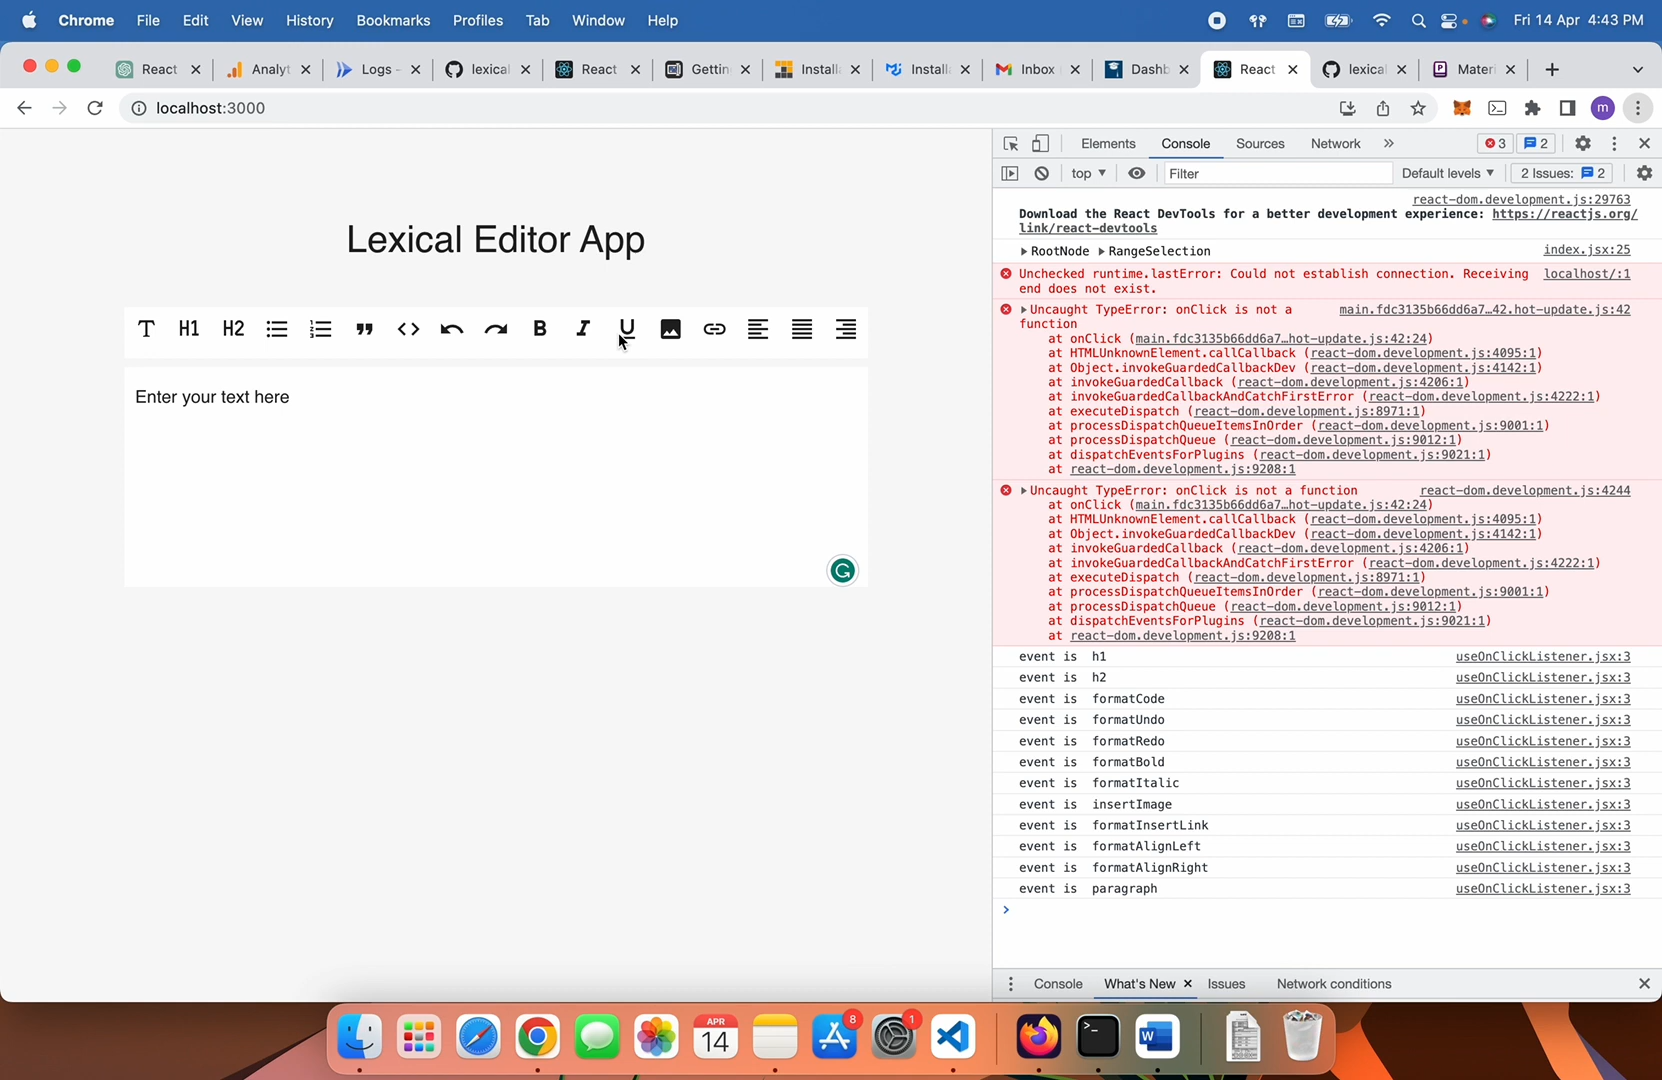 Chrome File Edit View History Bookmarks Profiles Tab Window Help Fri 14 Apr 4:43 PM
React Analyt Logs - lexical React Gettin Install Install Inbox Dashb React lexical Materi
localhost:3000
m
Elements Console Sources Network » 3 2
top Filter Default levels 2 Issues: 2
react-dom.development.js:29763
Download the React DevTools for a better development experience: https://reactjs.org/
link/react-devtools
RootNode RangeSelection index.jsx:25
Unchecked runtime.lastError: Could not establish connection. Receiving localhost/:1
end does not exist.
Uncaught TypeError: onClick is not a main.fdc3135b66dd6a7…42.hot-update.js:42
function
at onClick (main.fdc3135b66dd6a7…hot-update.js:42:24)
at HTMLUnknownElement.callCallback (react-dom.development.js:4095:1)
at Object.invokeGuardedCallbackDev (react-dom.development.js:4142:1)
at invokeGuardedCallback (react-dom.development.js:4206:1)
at invokeGuardedCallbackAndCatchFirstError (react-dom.development.js:4222:1)
at executeDispatch (react-dom.development.js:8971:1)
at processDispatchQueueItemsInOrder (react-dom.development.js:9001:1)
at processDispatchQueue (react-dom.development.js:9012:1)
at dispatchEventsForPlugins (react-dom.development.js:9021:1)
at react-dom.development.js:9208:1
Uncaught TypeError: onClick is not a function react-dom.development.js:4244
at onClick (main.fdc3135b66dd6a7…hot-update.js:42:24)
at HTMLUnknownElement.callCallback (react-dom.development.js:4095:1)
at Object.invokeGuardedCallbackDev (react-dom.development.js:4142:1)
at invokeGuardedCallback (react-dom.development.js:4206:1)
at invokeGuardedCallbackAndCatchFirstError (react-dom.development.js:4222:1)
at executeDispatch (react-dom.development.js:8971:1)
at processDispatchQueueItemsInOrder (react-dom.development.js:9001:1)
at processDispatchQueue (react-dom.development.js:9012:1)
at dispatchEventsForPlugins (react-dom.development.js:9021:1)
at react-dom.development.js:9208:1
event is h1 useOnClickListener.jsx:3
event is h2 useOnClickListener.jsx:3
event is formatCode useOnClickListener.jsx:3
event is formatUndo useOnClickListener.jsx:3
event is formatRedo useOnClickListener.jsx:3
event is formatBold useOnClickListener.jsx:3
event is formatItalic useOnClickListener.jsx:3
event is insertImage useOnClickListener.jsx:3
event is formatInsertLink useOnClickListener.jsx:3
event is formatAlignLeft useOnClickListener.jsx:3
event is formatAlignRight useOnClickListener.jsx:3
event is paragraph useOnClickListener.jsx:3
Console What's New Issues Network conditions
Lexical Editor App
T H1 H2 B I U
Enter your text here
G
APR 8 1
14 W